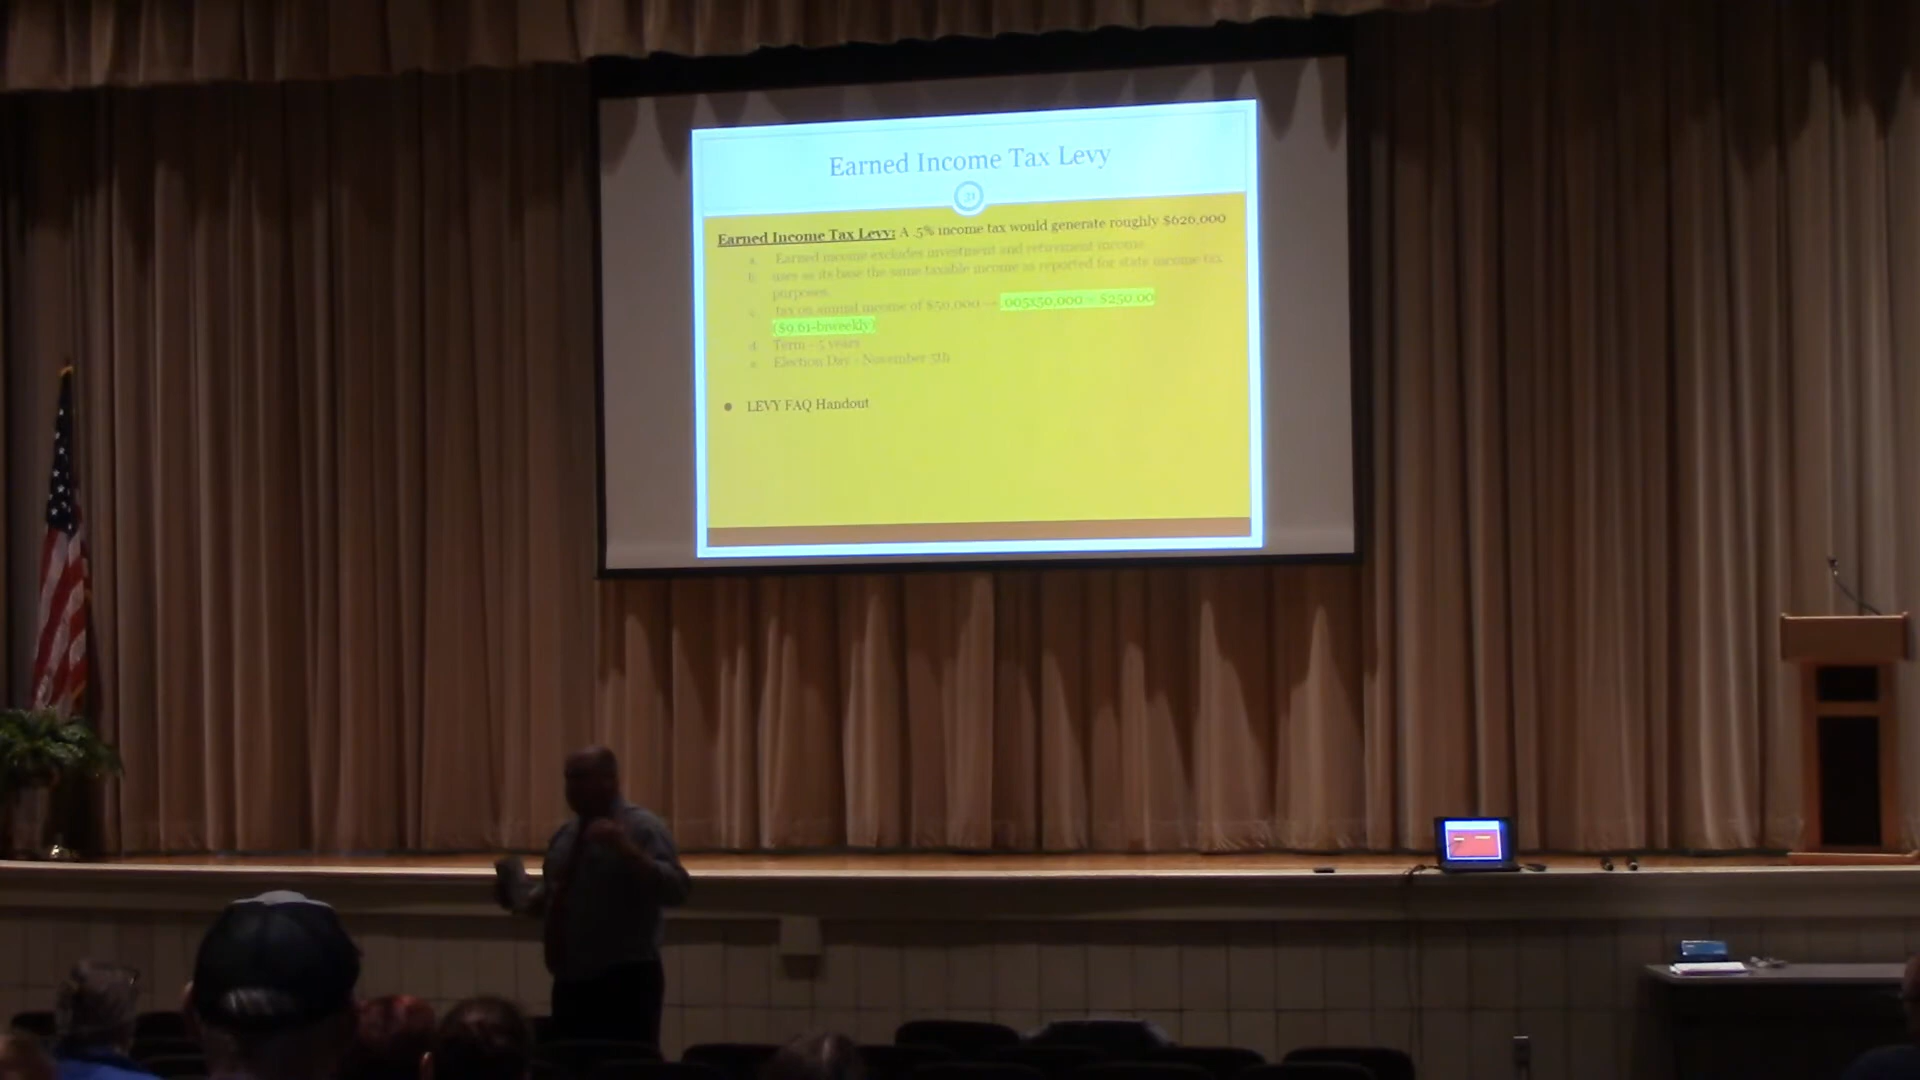 Earned Income Tax Levy
31
Earned Income Tax Levy: A .5% income tax would generate roughly $620,000
a. Earned income excludes investment and retirement income
b. uses as its base the same taxable income as reported for state income tax
purposes.
c. tax on annual income of $50,000 → .005x50,000 = $250.00
($9.61-biweekly)
d. Term - 5 years
e. Election Day - November 5th
● LEVY FAQ Handout